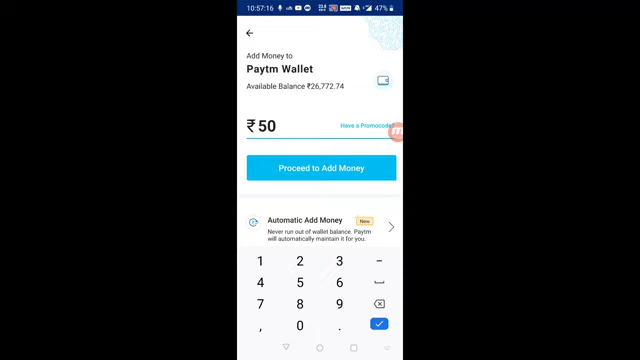 10:57:16
47%
Add Money to
Paytm Wallet
Available Balance ₹26,772.74
₹ 50
Have a Promocode?
Proceed to Add Money
Automatic Add Money
New
Never run out of wallet balance. Paytm
will automatically maintain it for you.
1 2 3 -
4 5 6
7 8 9
, 0 .